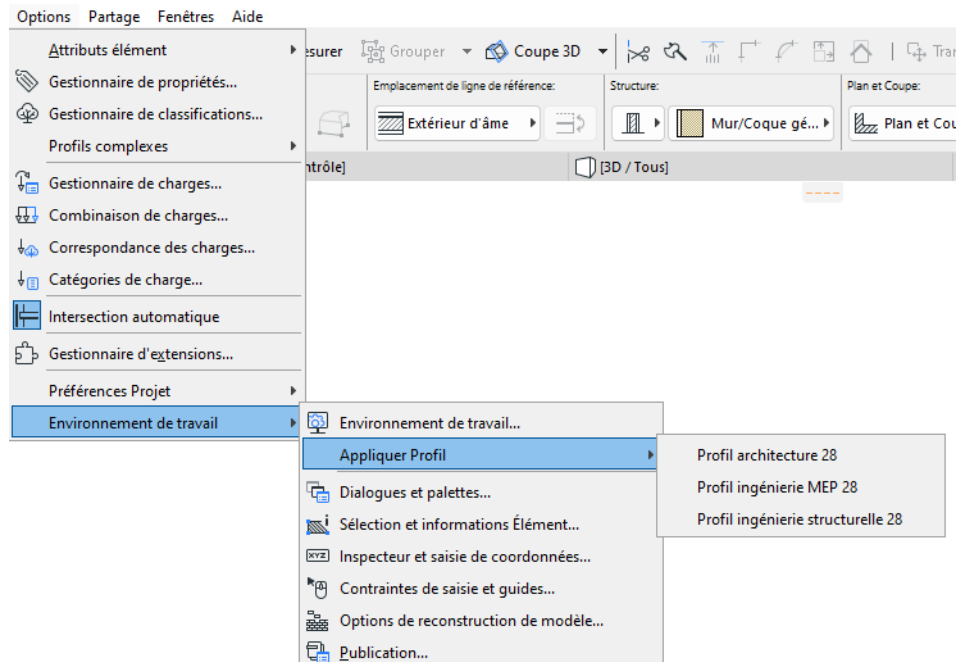 Options Partage Fenêtres Aide
Attributs élément
Gestionnaire de propriétés...
Gestionnaire de classifications...
Profils complexes
Gestionnaire de charges...
Combinaison de charges...
Correspondance des charges...
Catégories de charge...
Intersection automatique
Gestionnaire d'extensions...
Préférences Projet
Environnement de travail
esurer Grouper Coupe 3D Tran
Emplacement de ligne de référence: Structure: Plan et Coupe:
Extérieur d'âme Mur/Coque gé... Plan et Cou
ntrôle] [3D / Tous]
Environnement de travail...
Appliquer Profil
Dialogues et palettes...
Sélection et informations Élément...
XYZ Inspecteur et saisie de coordonnées...
Contraintes de saisie et guides...
Options de reconstruction de modèle...
Publication...
Profil architecture 28
Profil ingénierie MEP 28
Profil ingénierie structurelle 28